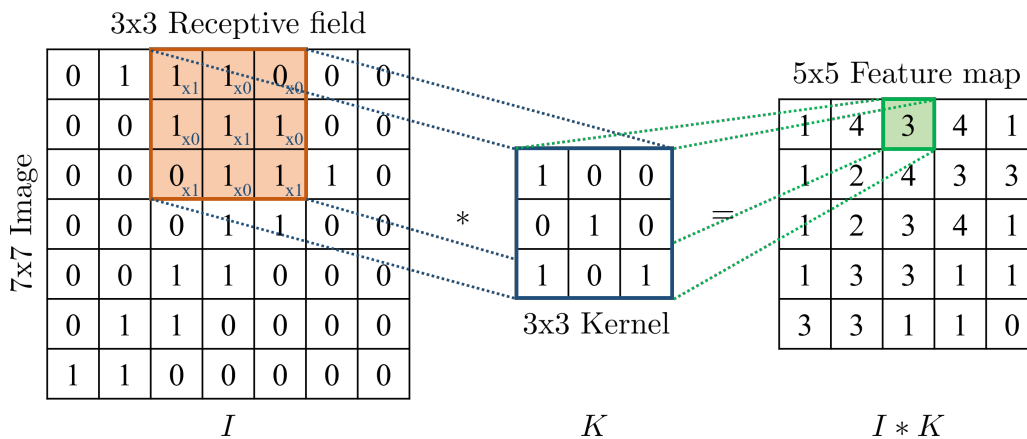 3x3 Receptive field
7x7 Image
0 1 1x1 1x0 0x0 0 0
0 0 1x0 1x1 1x0 0 0
0 0 0x1 1x0 1x1 1 0
0 0 0 1 1 0 0
0 0 1 1 0 0 0
0 1 1 0 0 0 0
1 1 0 0 0 0 0
I
*
1 0 0
0 1 0
1 0 1
3x3 Kernel
K
=
5x5 Feature map
1 4 3 4 1
1 2 4 3 3
1 2 3 4 1
1 3 3 1 1
3 3 1 1 0
I * K